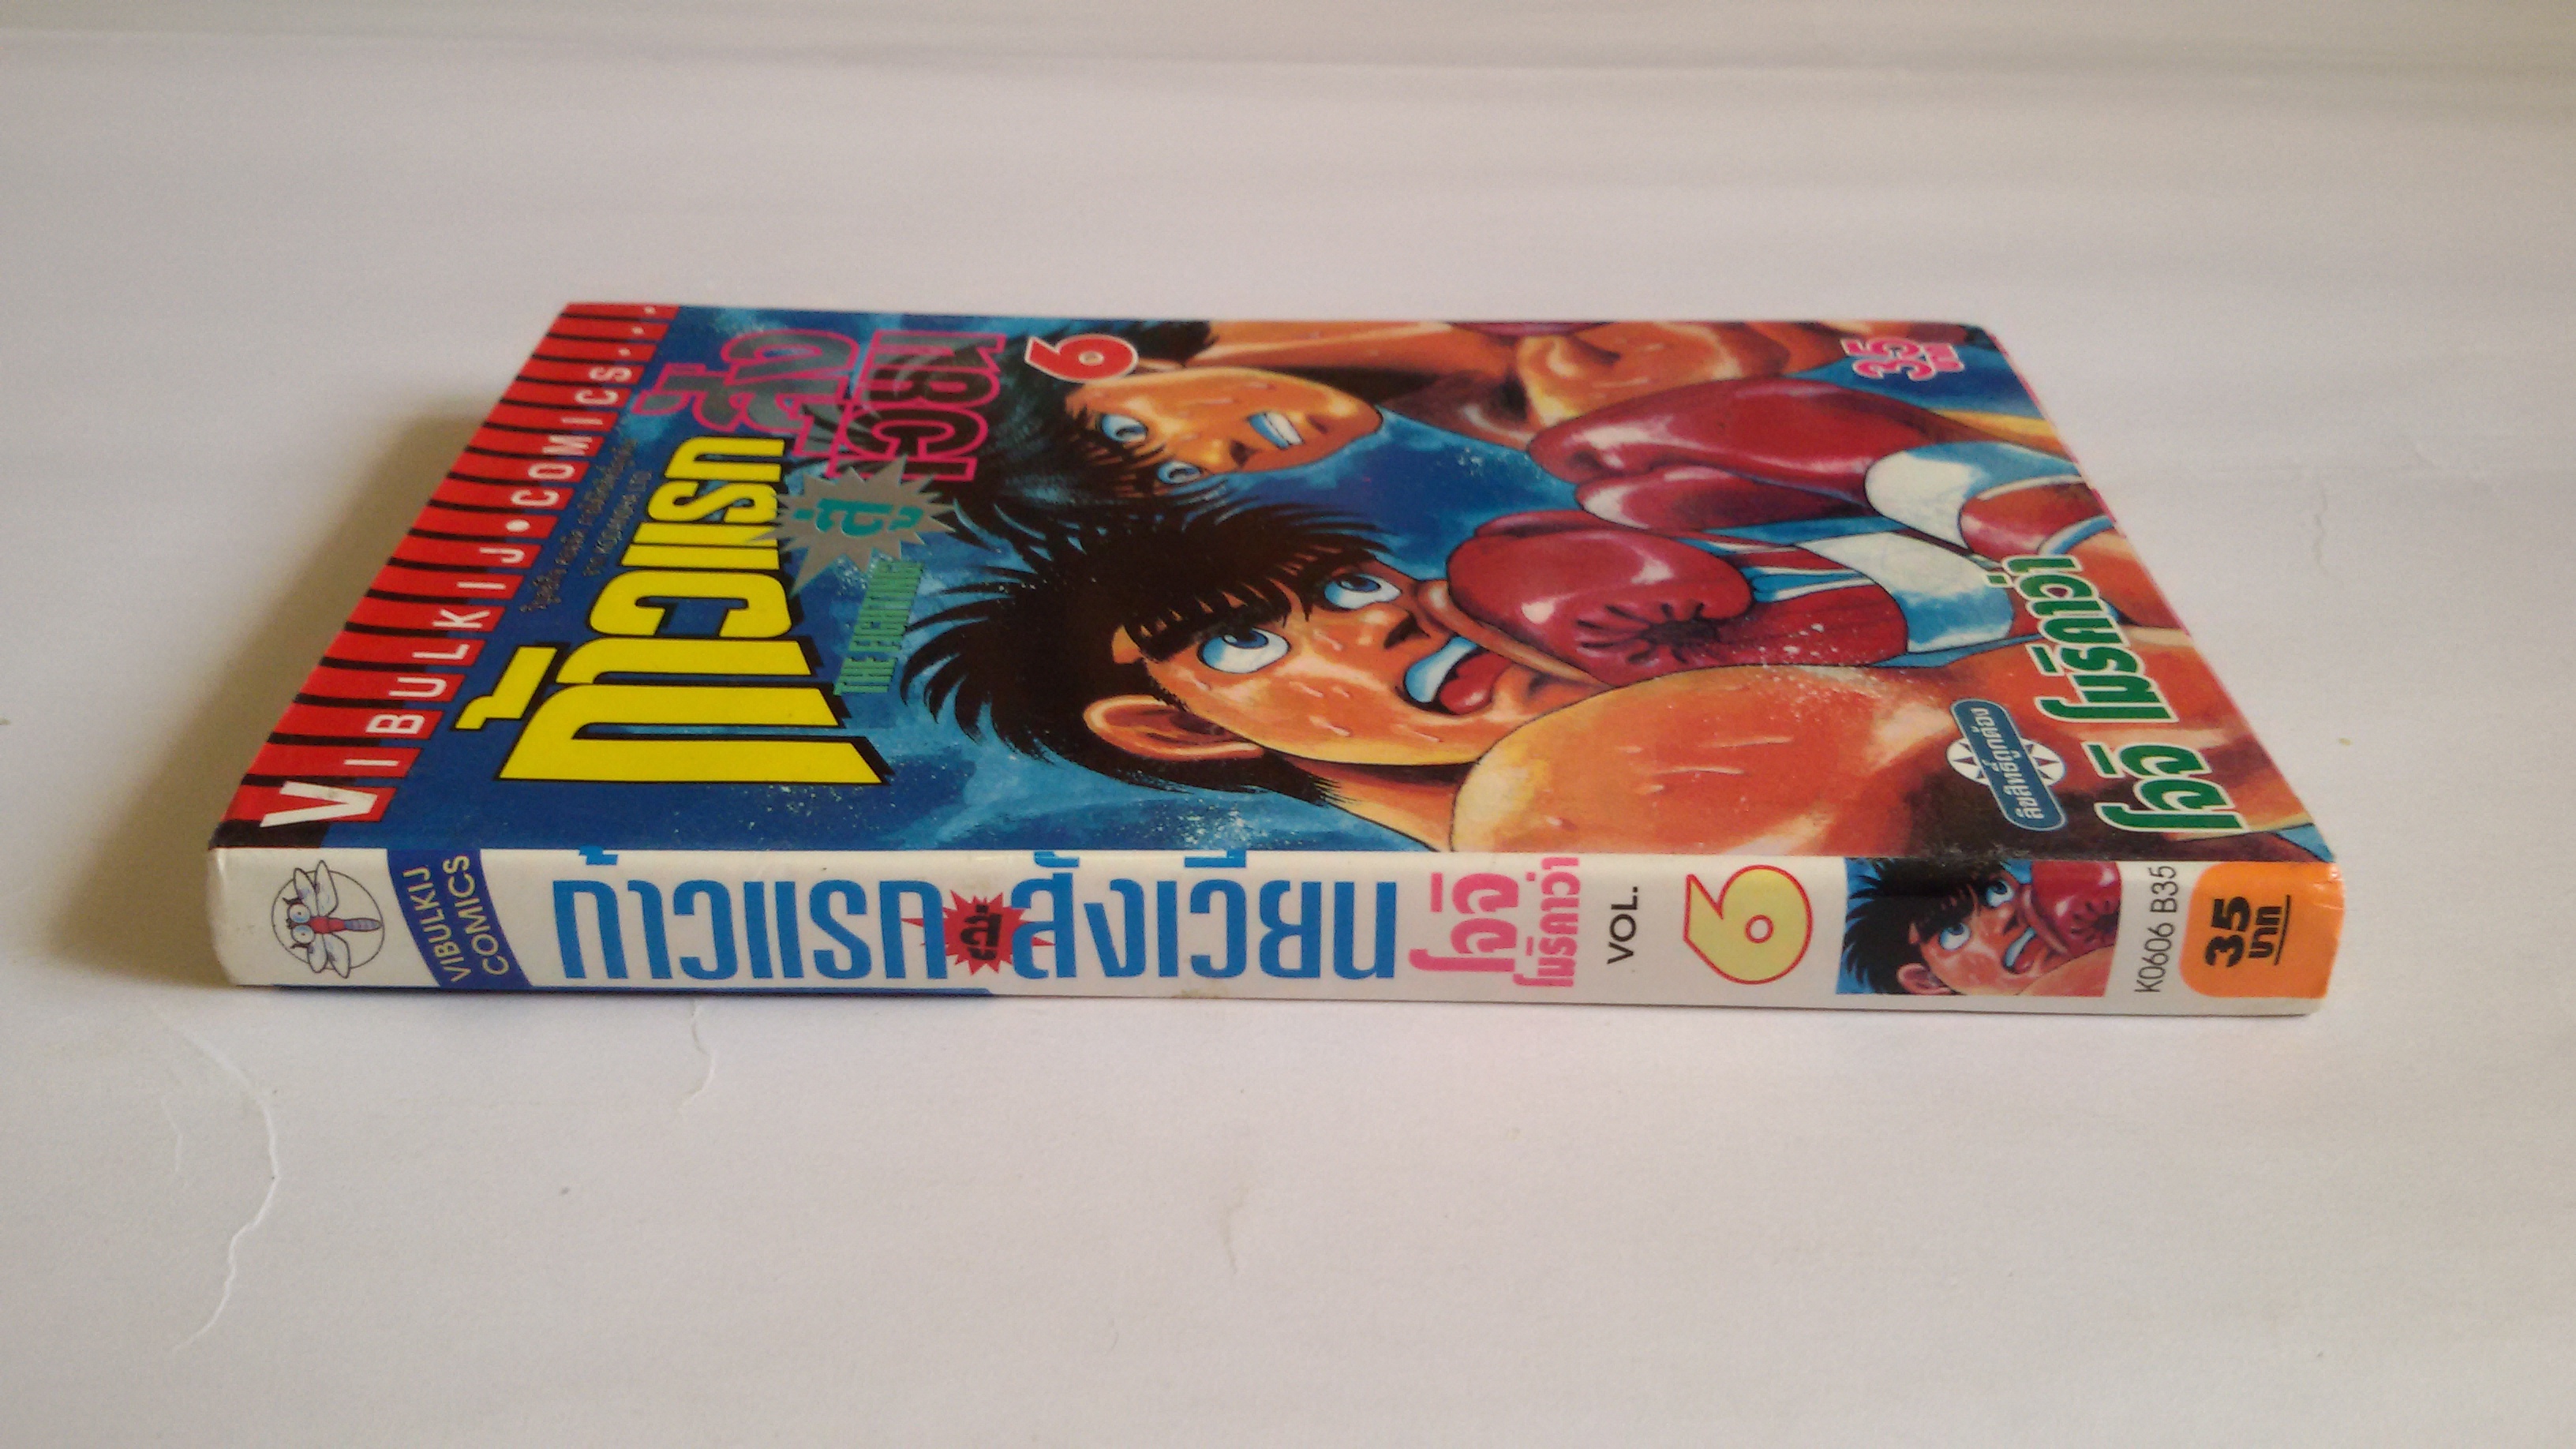 VIBULKIJ•COMICS...
ก้าวแรก
สู่
สังเวียน
THE FIGHTING
6
35
บาท
ลิขสิทธิ์ถูกต้อง
โจจิ โมริคาว่า
VIBULKIJ
COMICS
ก้าวแรก
สู่
สังเวียน
โจจิ
โมริคาว่า
VOL.
6
K0606 B35
35
บาท